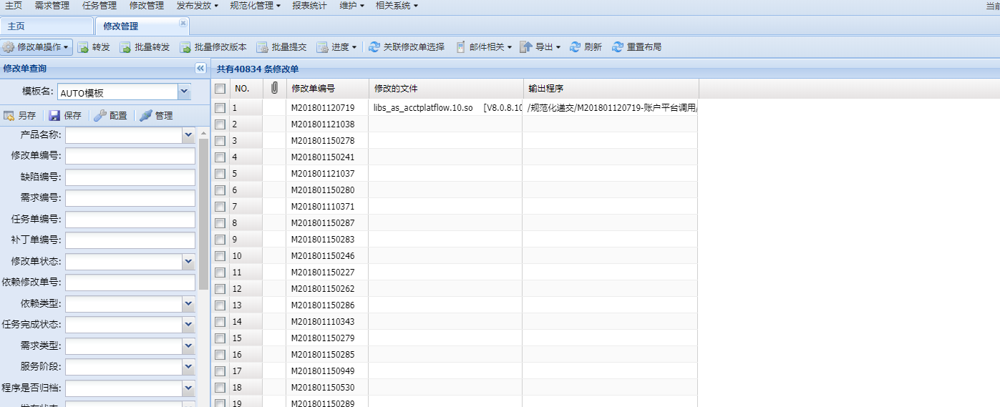 主页 需求管理 任务管理 修改管理 发布发放 规范化管理 报表统计 维护 相关系统 当前
主页 修改管理
修改单操作 转发 批量转发 批量修改版本 批量提交 进度 关联修改单选择 邮件相关 导出 刷新 重置布局
修改单查询
共有40834 条修改单
模板名: AUTO模板
另存 保存 配置 管理
产品名称:
修改单编号:
缺陷编号:
需求编号:
任务单编号:
补丁单编号:
修改单状态:
依赖修改单号:
依赖类型:
任务完成状态:
需求类型:
服务阶段:
程序是否归档:
发布状态:
NO. 修改单编号 修改的文件 输出程序
1 M201801120719 libs_as_acctplatflow.10.so [V8.0.8.10 /规范化递交/M201801120719-账户平台调用/
2 M201801121038
3 M201801150278
4 M201801150241
5 M201801121037
6 M201801150280
7 M201801110371
8 M201801150287
9 M201801150283
10 M201801150246
11 M201801150227
12 M201801150262
13 M201801150286
14 M201801110343
15 M201801150279
16 M201801150285
17 M201801150949
18 M201801150530
19 M201801150289